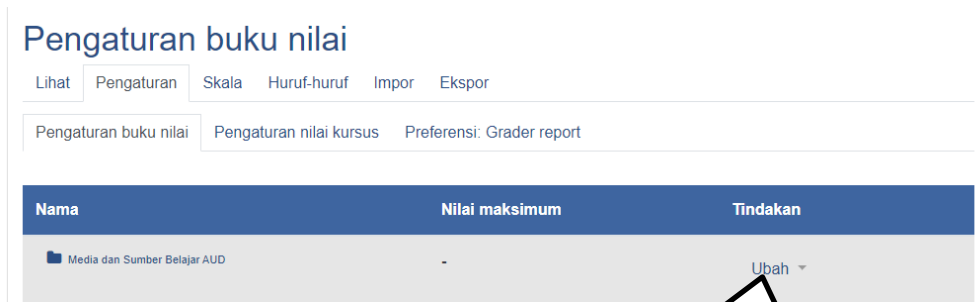 Pengaturan buku nilai
Lihat Pengaturan Skala Huruf-huruf Impor Ekspor
Pengaturan buku nilai Pengaturan nilai kursus Preferensi: Grader report
Nama Nilai maksimum Tindakan
Media dan Sumber Belajar AUD - Ubah